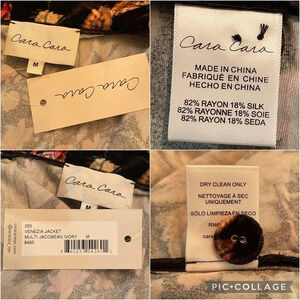 Cara Cara
M
Cara Cara
Cara Cara
MADE IN CHINA
FABRIQUÉ EN CHINE
HECHO EN CHINA
82% RAYON 18% SILK
82% RAYONNE 18% SOIE
82% RAYON 18% SEDA
Cara Cara
M
355
VENEZIA JACKET
MULTI JACOBEAN IVORY M
$495
DRY CLEAN ONLY
NETTOYAGE À SEC
UNIQUEMENT
SÓLO LIMPIEZA EN SECO
PIC•COLLAGE